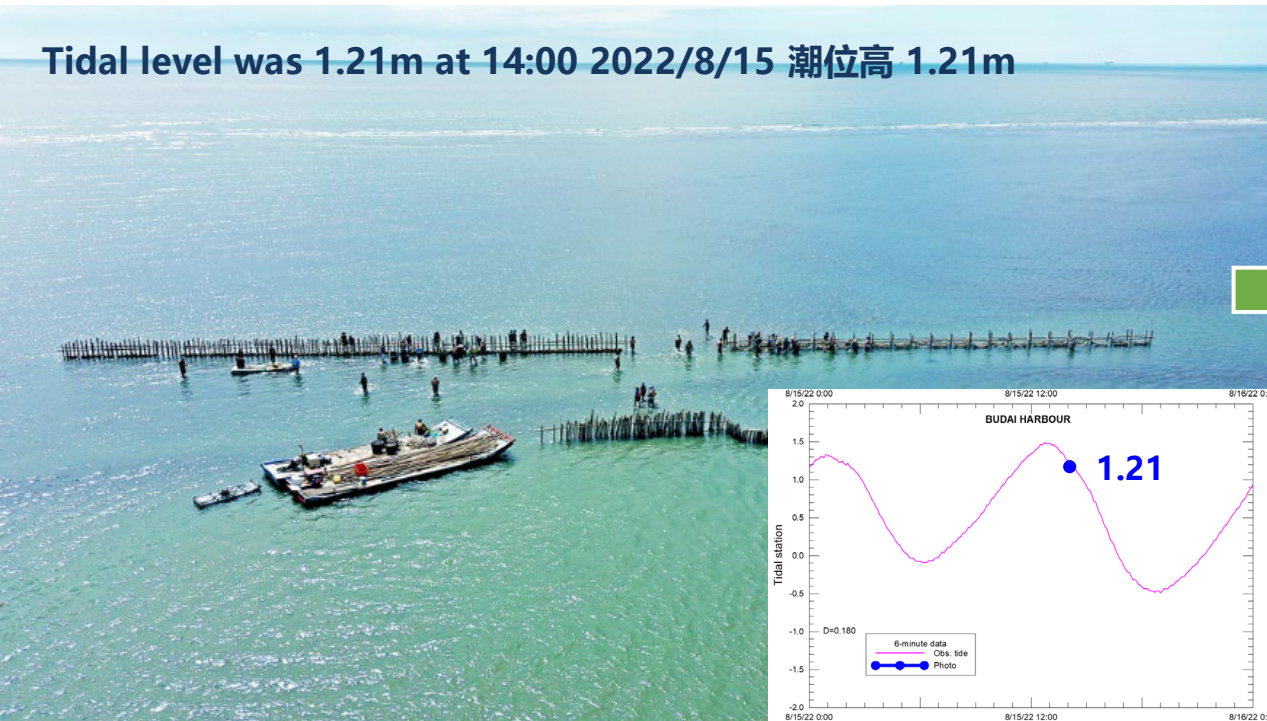 Tidal level was 1.21m at 14:00 2022/8/15 潮位高 1.21m
8/15/22 0:00 8/15/22 12:00 8/16/22 0:
BUDAI HARBOUR
2.0
1.5
1.0
0.5
0.0
-0.5
-1.0
-1.5
-2.0
Tidal station
1.21
D=0.180
6-minute data
Obs. tide
Photo
8/15/22 0:00 8/15/22 12:00 8/16/22 0: